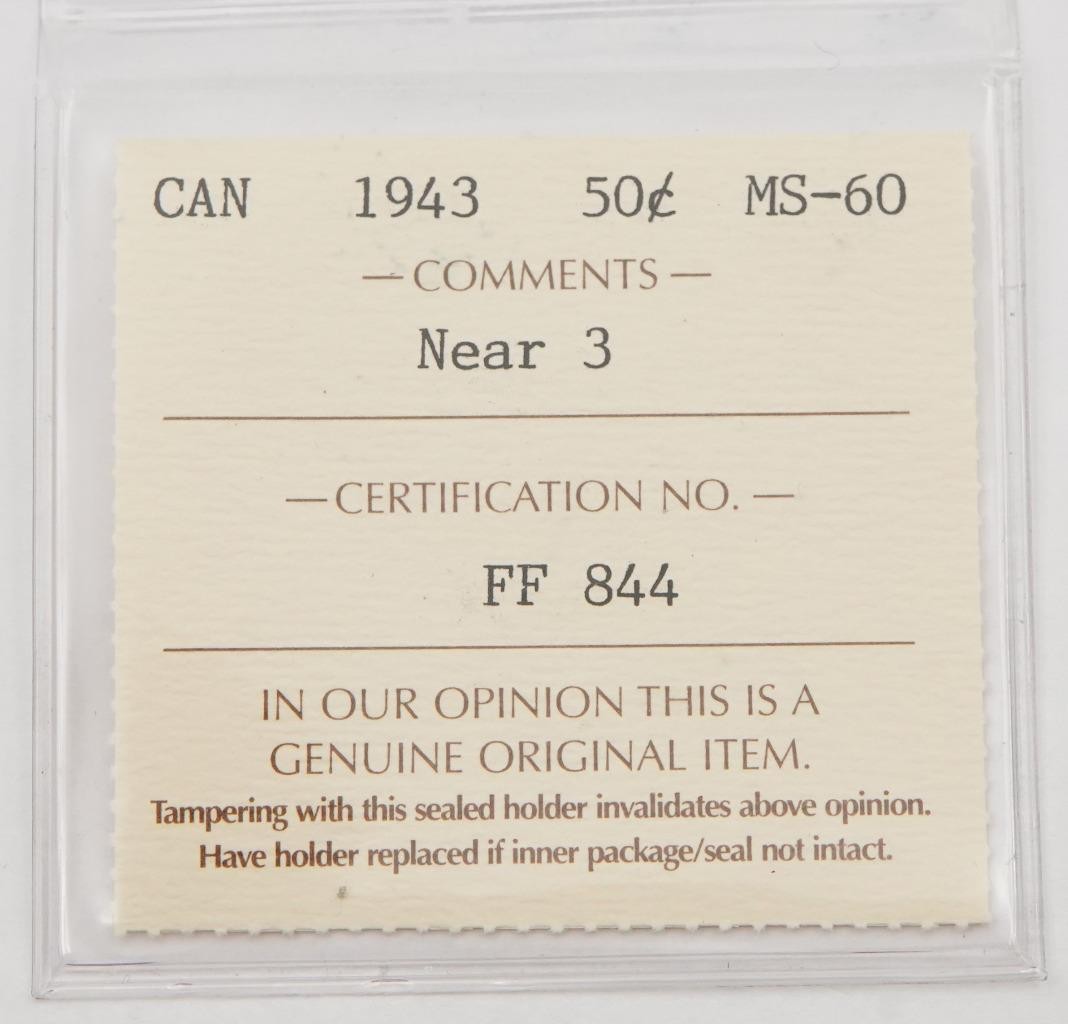 CAN 1943 50¢ MS-60
— COMMENTS —
Near 3
— CERTIFICATION NO. —
FF 844
IN OUR OPINION THIS IS A
GENUINE ORIGINAL ITEM.
Tampering with this sealed holder invalidates above opinion.
Have holder replaced if inner package/seal not intact.